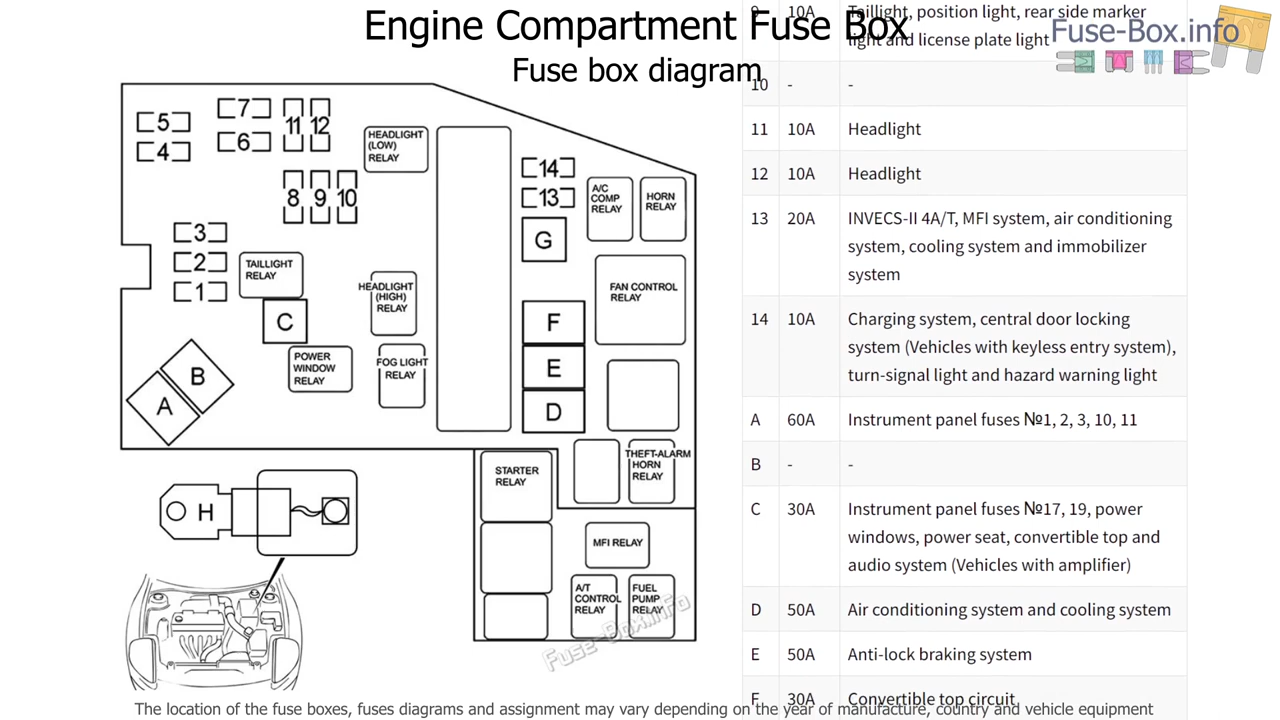 Engine Compartment Fuse Box
Fuse box diagram
Fuse-Box.info
5
4
7
6
11 12
8 9 10
3
2
1
HEADLIGHT
(LOW)
RELAY
TAILLIGHT
RELAY
C
HEADLIGHT
(HIGH)
RELAY
POWER
WINDOW
RELAY
FOG LIGHT
RELAY
B
A
14
13
G
F
E
D
A/C
COMP
RELAY
HORN
RELAY
FAN CONTROL
RELAY
THEFT-ALARM
HORN
RELAY
STARTER
RELAY
MFI RELAY
A/T
CONTROL
RELAY
FUEL
PUMP
RELAY
H
Fuse-Box.info
9 10A Taillight, position light, rear side marker
light and license plate light
10 - -
11 10A Headlight
12 10A Headlight
13 20A INVECS-II 4A/T, MFI system, air conditioning
system, cooling system and immobilizer
system
14 10A Charging system, central door locking
system (Vehicles with keyless entry system),
turn-signal light and hazard warning light
A 60A Instrument panel fuses №1, 2, 3, 10, 11
B - -
C 30A Instrument panel fuses №17, 19, power
windows, power seat, convertible top and
audio system (Vehicles with amplifier)
D 50A Air conditioning system and cooling system
E 50A Anti-lock braking system
F 30A Convertible top circuit
The location of the fuse boxes, fuses diagrams and assignment may vary depending on the year of manufacture, country and vehicle equipment